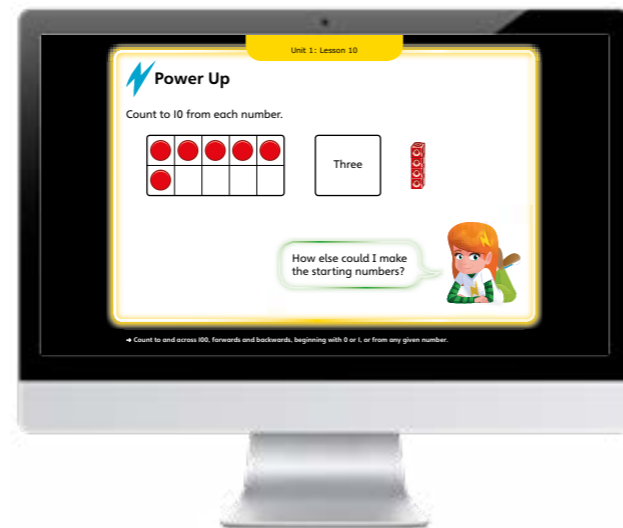 Unit 1: Lesson 10
Power Up
Count to 10 from each number.
Three
How else could I make
the starting numbers?
→ Count to and across 100, forwards and backwards, beginning with 0 or 1, or from any given number.